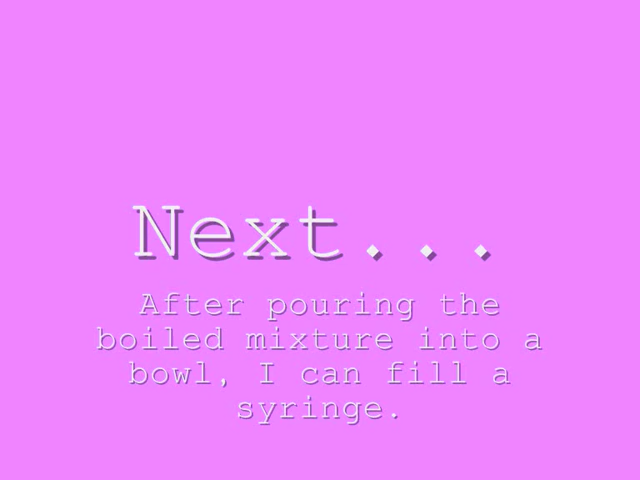 Next...
After pouring the
boiled mixture into a
bowl, I can fill a
syringe.